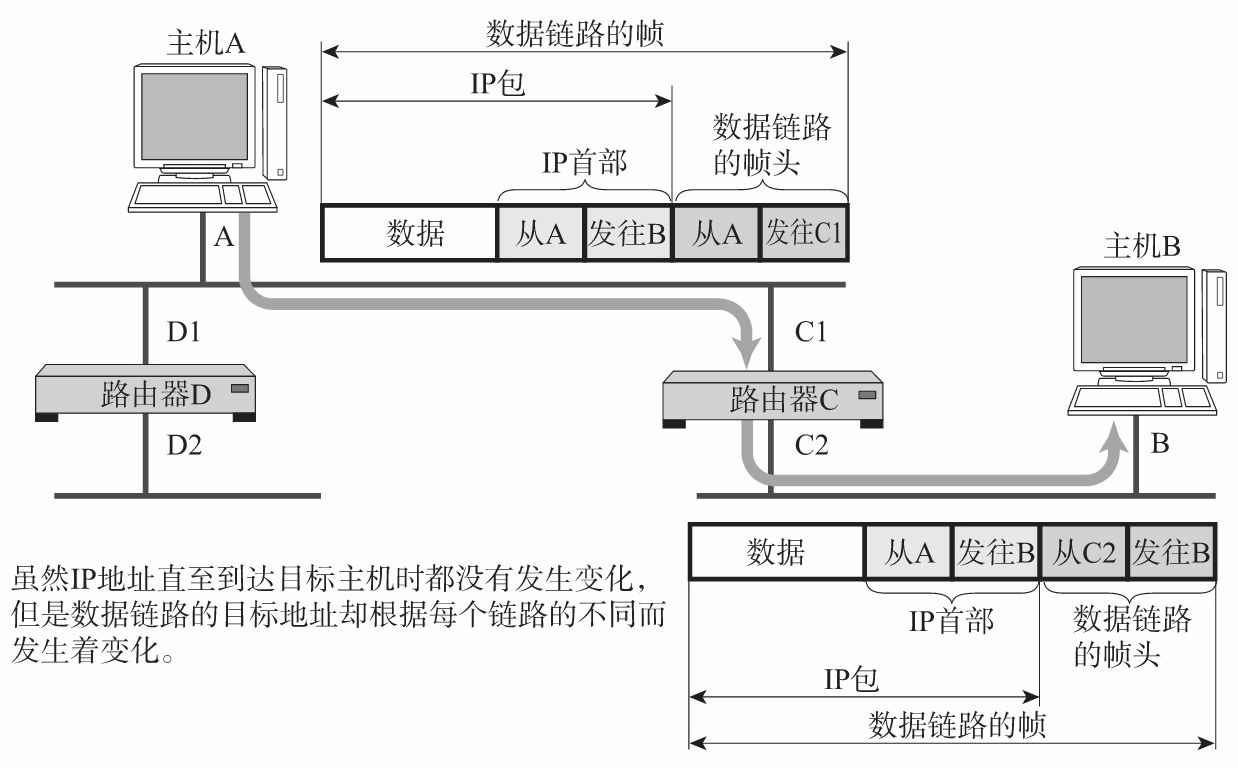 主机A
数据链路的帧
IP包
数据链路
的帧头
IP首部
数据 从A 发往B 从A 发往C1
A
主机B
D1
C1
路由器D
路由器C
D2
C2
B
数据 从A 发往B 从C2 发往B
虽然IP地址直至到达目标主机时都没有发生变化，
但是数据链路的目标地址却根据每个链路的不同而
发生着变化。
IP首部
数据链路
的帧头
IP包
数据链路的帧